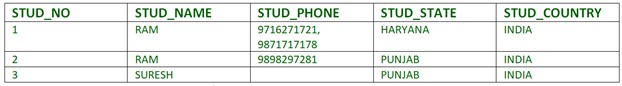 STUD_NO STUD_NAME STUD_PHONE STUD_STATE STUD_COUNTRY
1 RAM 9716271721, HARYANA INDIA
9871717178
2 RAM 9898297281 PUNJAB INDIA
3 SURESH PUNJAB INDIA